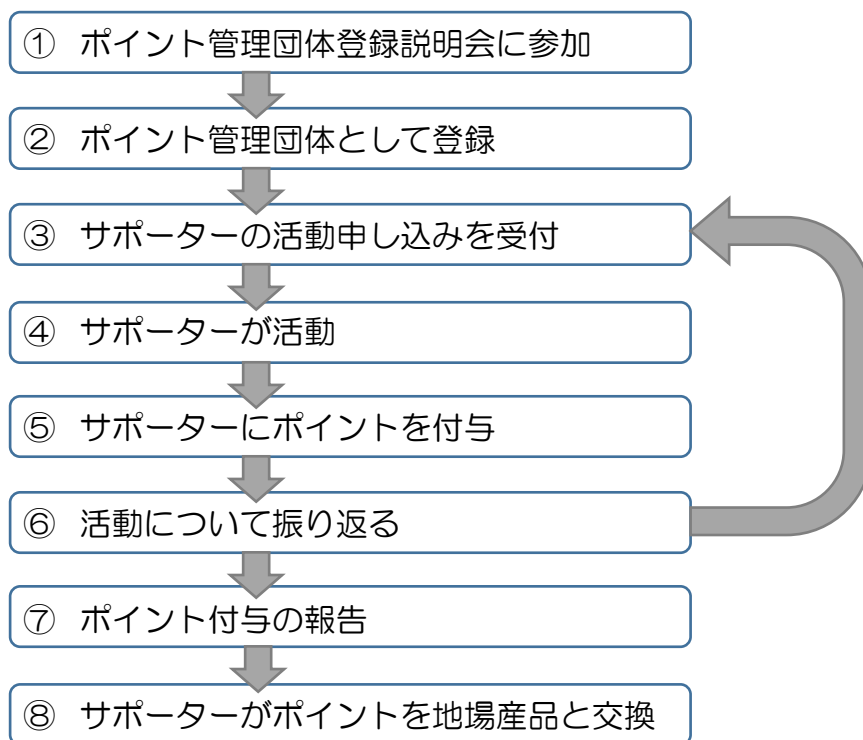 ① ポイント管理団体登録説明会に参加
② ポイント管理団体として登録
③ サポーターの活動申し込みを受付
④ サポーターが活動
⑤ サポーターにポイントを付与
⑥ 活動について振り返る
⑦ ポイント付与の報告
⑧ サポーターがポイントを地場産品と交換